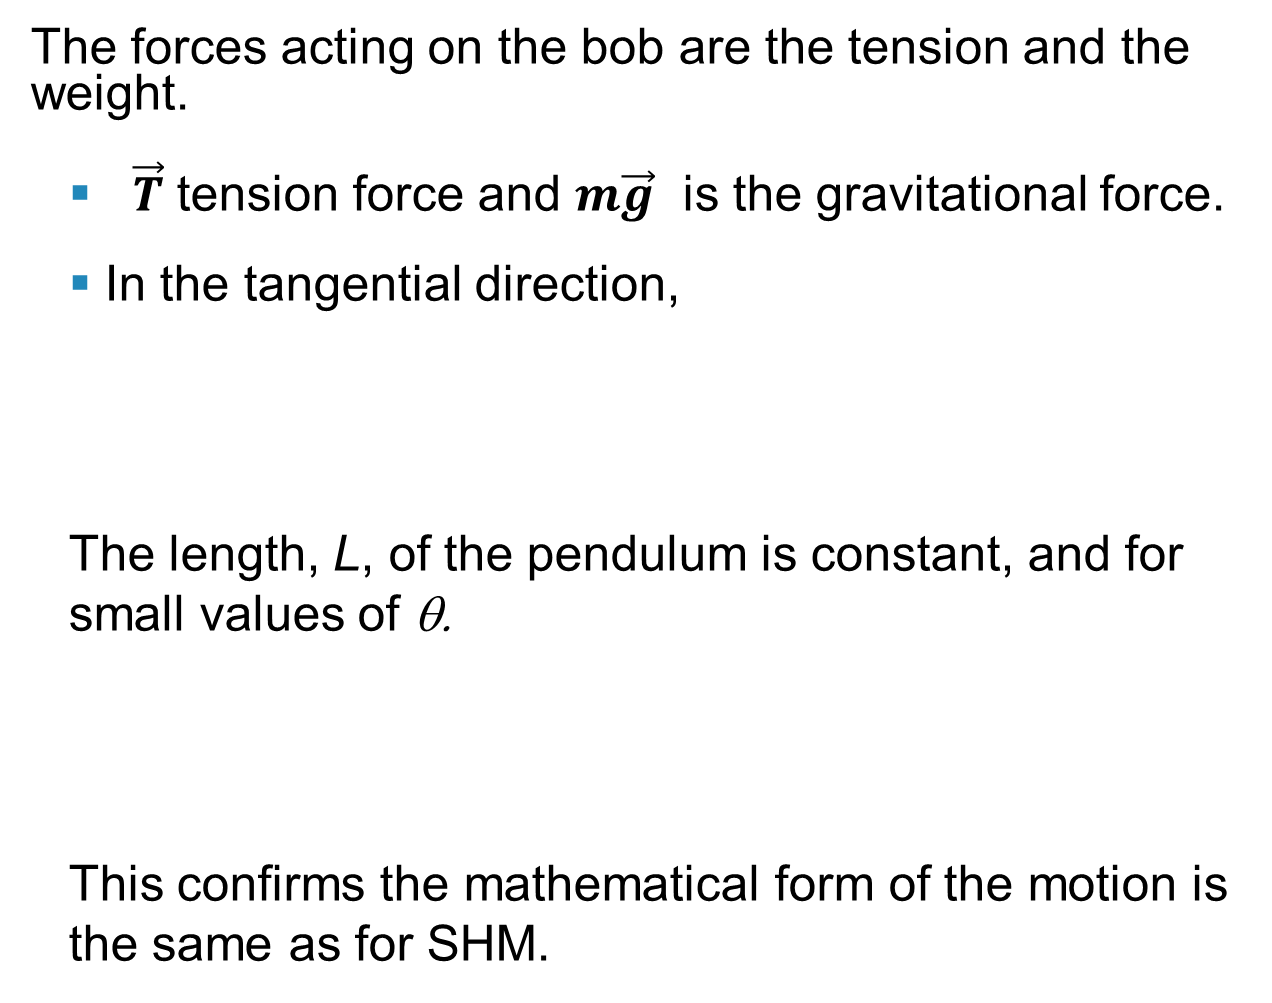 The forces acting on the bob are the tension and the
weight.
▪ $\vec{T}$ tension force and $m\vec{g}$ is the gravitational force.
▪ In the tangential direction,
The length, L, of the pendulum is constant, and for
small values of θ.
This confirms the mathematical form of the motion is
the same as for SHM.